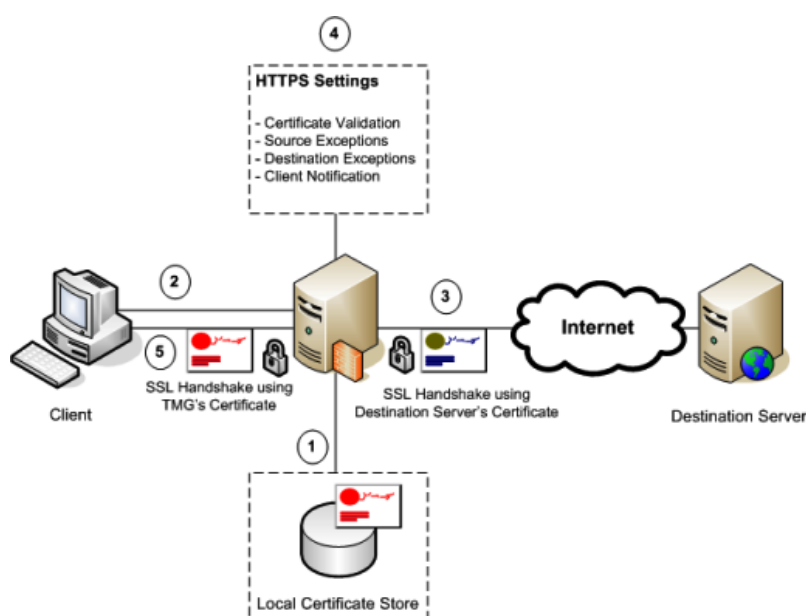 4
HTTPS Settings
- Certificate Validation
- Source Exceptions
- Destination Exceptions
- Client Notification
2
3
Internet
5
SSL Handshake using
TMG's Certificate
SSL Handshake using
Destination Server's Certificate
Client
Destination Server
1
Local Certificate Store